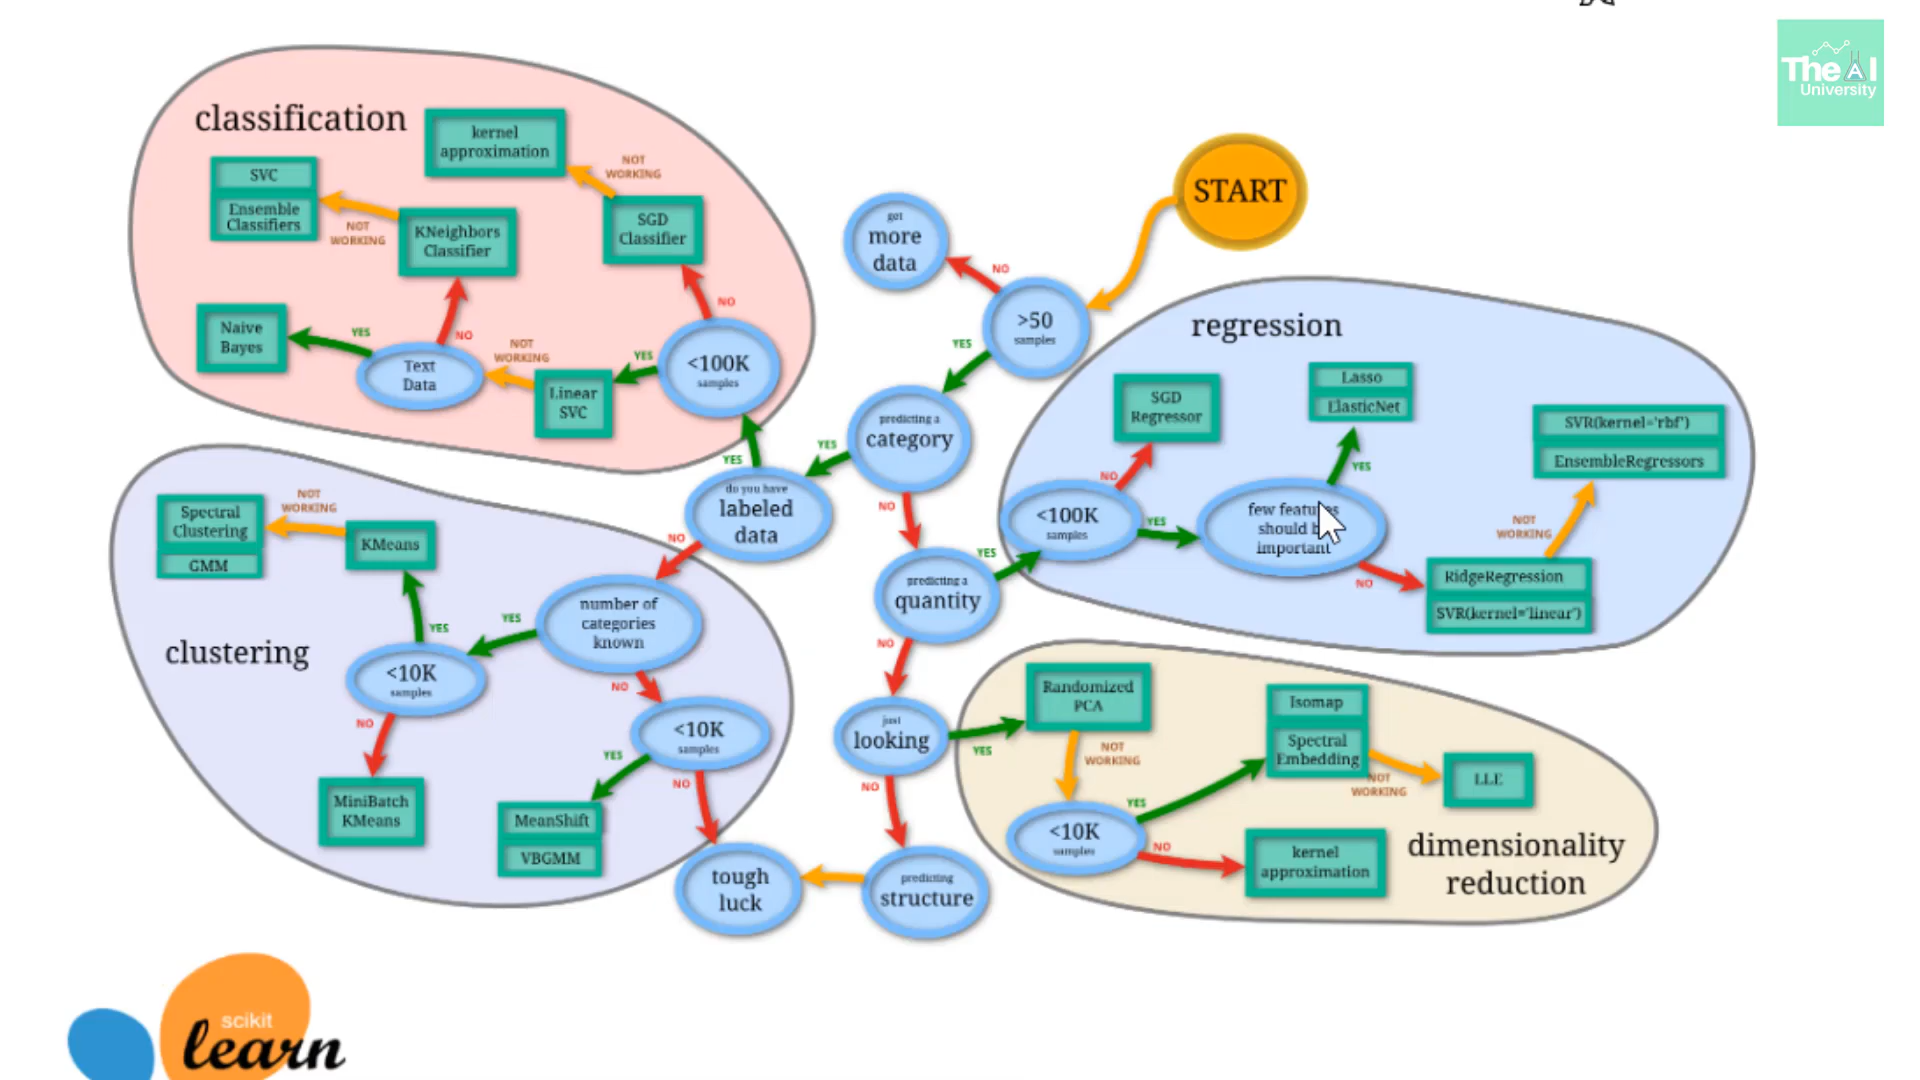 The AI
University
START
get
more
data
NO
>50
samples
YES
predicting a
category
YES
NO
do you have
labeled
data
YES
NO
predicting a
quantity
YES
NO
just
looking
YES
NO
predicting
structure
tough
luck
classification
kernel
approximation
NOT
WORKING
SVC
Ensemble
Classifiers
NOT
WORKING
KNeighbors
Classifier
SGD
Classifier
NO
Naive
Bayes
YES
NO
Text
Data
NOT
WORKING
Linear
SVC
YES
<100K
samples
regression
SGD
Regressor
NO
<100K
samples
YES
Lasso
ElasticNet
YES
few features
should be
important
NO
SVR(kernel='rbf')
EnsembleRegressors
NOT
WORKING
RidgeRegression
SVR(kernel='linear')
clustering
Spectral
Clustering
GMM
NOT
WORKING
KMeans
YES
<10K
samples
NO
MiniBatch
KMeans
YES
number of
categories
known
NO
<10K
samples
YES
NO
MeanShift
VBGMM
Randomized
PCA
NOT
WORKING
<10K
samples
YES
NO
Isomap
Spectral
Embedding
NOT
WORKING
LLE
kernel
approximation
dimensionality
reduction
scikit
learn